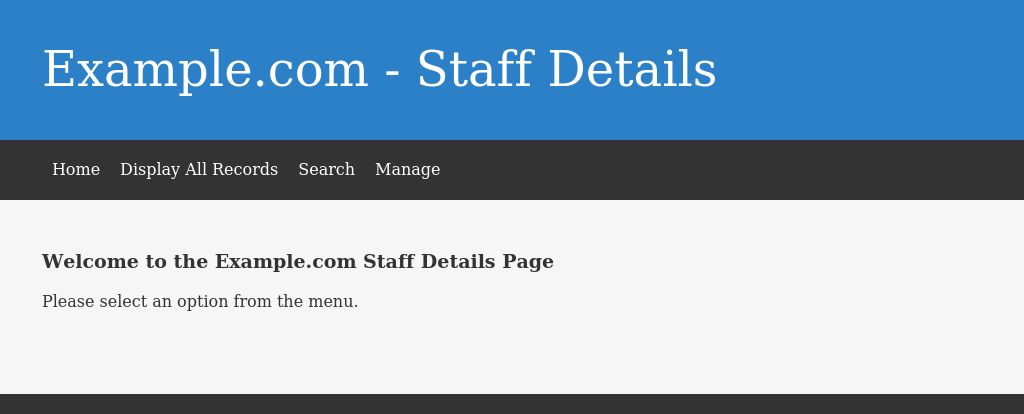 Example.com - Staff Details
Home Display All Records Search Manage
Welcome to the Example.com Staff Details Page
Please select an option from the menu.